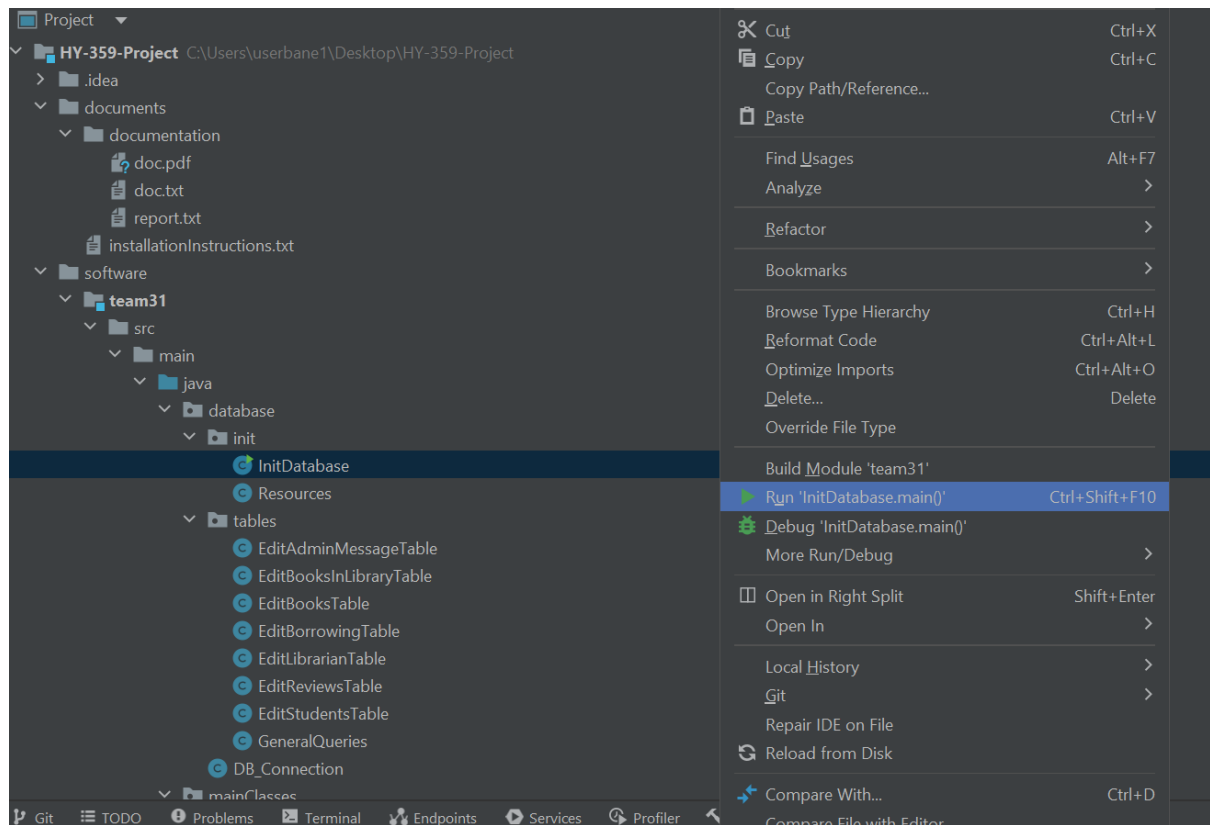 Project
HY-359-Project C:\Users\userbane1\Desktop\HY-359-Project
.idea
documents
documentation
doc.pdf
doc.txt
report.txt
installationInstructions.txt
software
team31
src
main
java
database
init
InitDatabase
Resources
tables
EditAdminMessageTable
EditBooksInLibraryTable
EditBooksTable
EditBorrowingTable
EditLibrarianTable
EditReviewsTable
EditStudentsTable
GeneralQueries
DB_Connection
mainClasses
Git TODO Problems Terminal Endpoints Services Profiler
Cut Ctrl+X
Copy Ctrl+C
Copy Path/Reference...
Paste Ctrl+V
Find Usages Alt+F7
Analyze
Refactor
Bookmarks
Browse Type Hierarchy Ctrl+H
Reformat Code Ctrl+Alt+L
Optimize Imports Ctrl+Alt+O
Delete... Delete
Override File Type
Build Module 'team31'
Run 'InitDatabase.main()' Ctrl+Shift+F10
Debug 'InitDatabase.main()'
More Run/Debug
Open in Right Split Shift+Enter
Open In
Local History
Git
Repair IDE on File
Reload from Disk
Compare With... Ctrl+D
Compare File with Editor